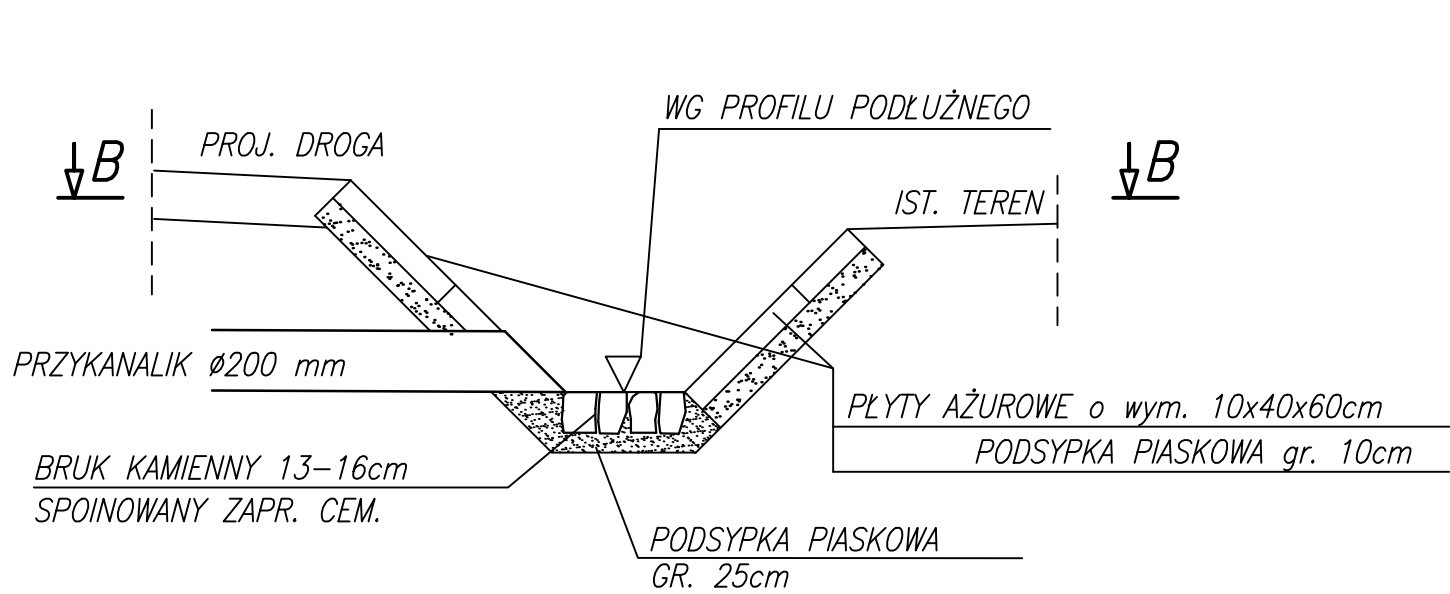 WG PROFILU PODŁUŻNEGO
PROJ. DROGA
B
B
IST. TEREN
PRZYKANALIK ø200 mm
PŁYTY AŻUROWE o wym. 10x40x60cm
PODSYPKA PIASKOWA gr. 10cm
BRUK KAMIENNY 13-16cm
SPOINOWANY ZAPR. CEM.
PODSYPKA PIASKOWA
GR. 25cm